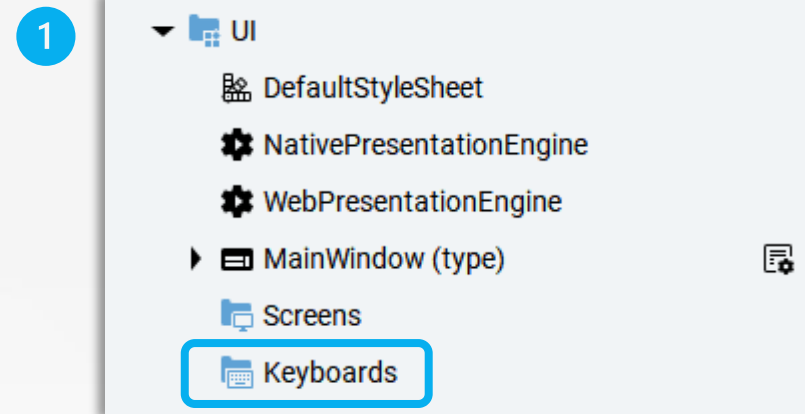 1
UI
DefaultStyleSheet
NativePresentationEngine
WebPresentationEngine
MainWindow (type)
Screens
Keyboards